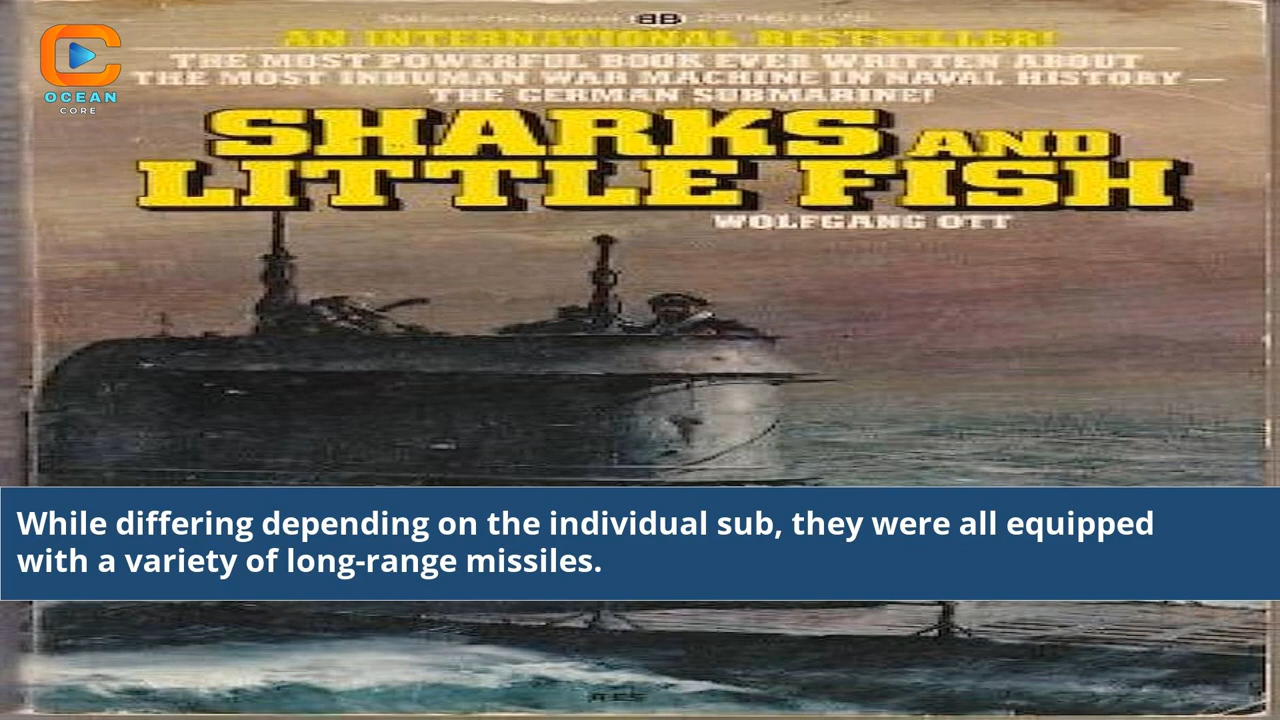 BB
AN INTERNATIONAL BESTSELLER!
THE MOST POWERFUL BOOK EVER WRITTEN ABOUT
THE MOST INHUMAN WAR MACHINE IN NAVAL HISTORY—
THE GERMAN SUBMARINE!
OCEAN
CORE
SHARKS AND
LITTLE FISH
WOLFGANG OTT
While differing depending on the individual sub, they were all equipped
with a variety of long-range missiles.